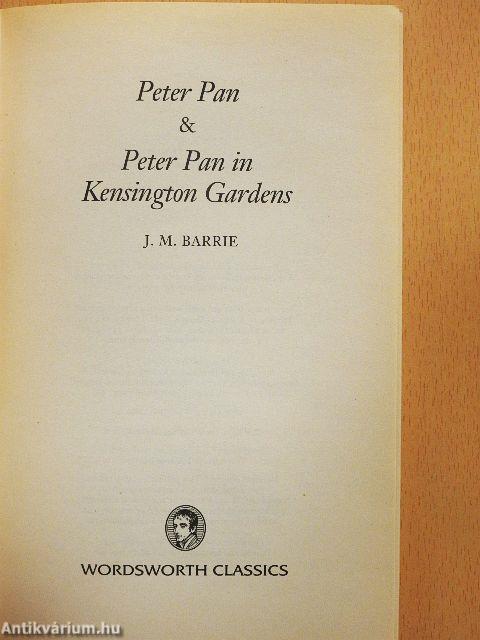 Peter Pan
&
Peter Pan in
Kensington Gardens
J. M. BARRIE
WORDSWORTH CLASSICS
Antikvárium.hu